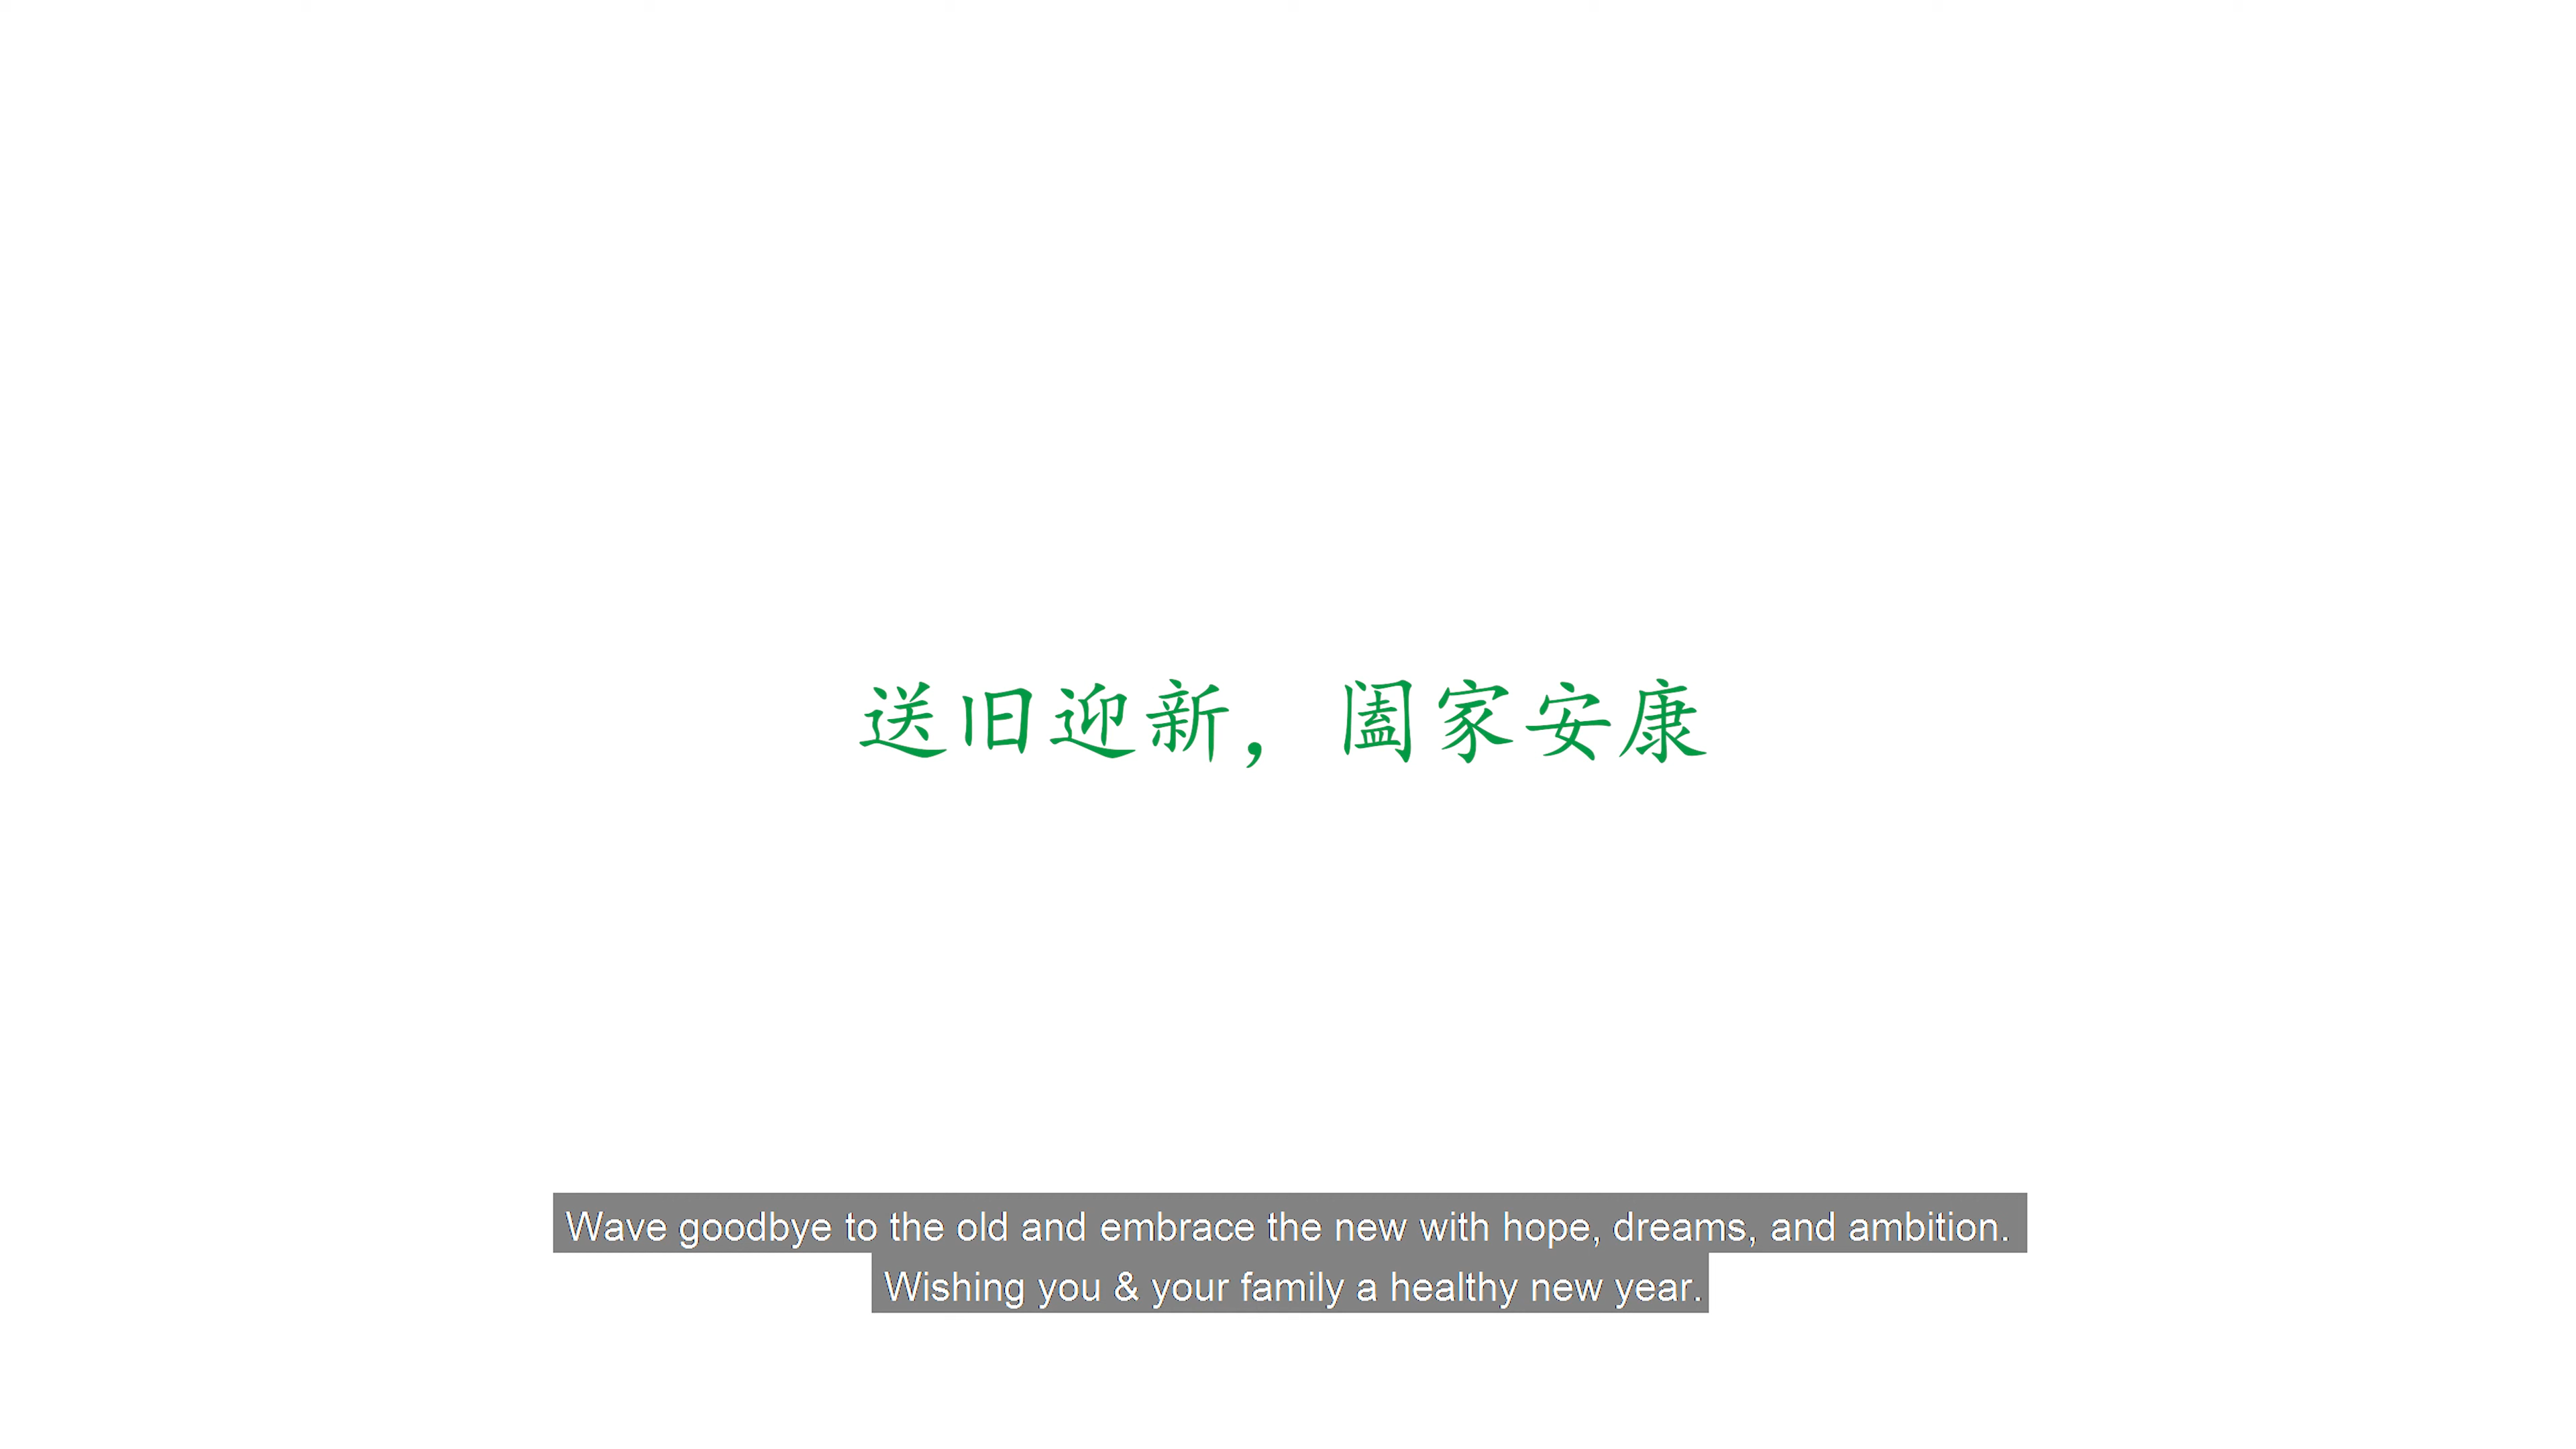 送旧迎新，阖家安康
Wave goodbye to the old and embrace the new with hope, dreams, and ambition.
Wishing you & your family a healthy new year.